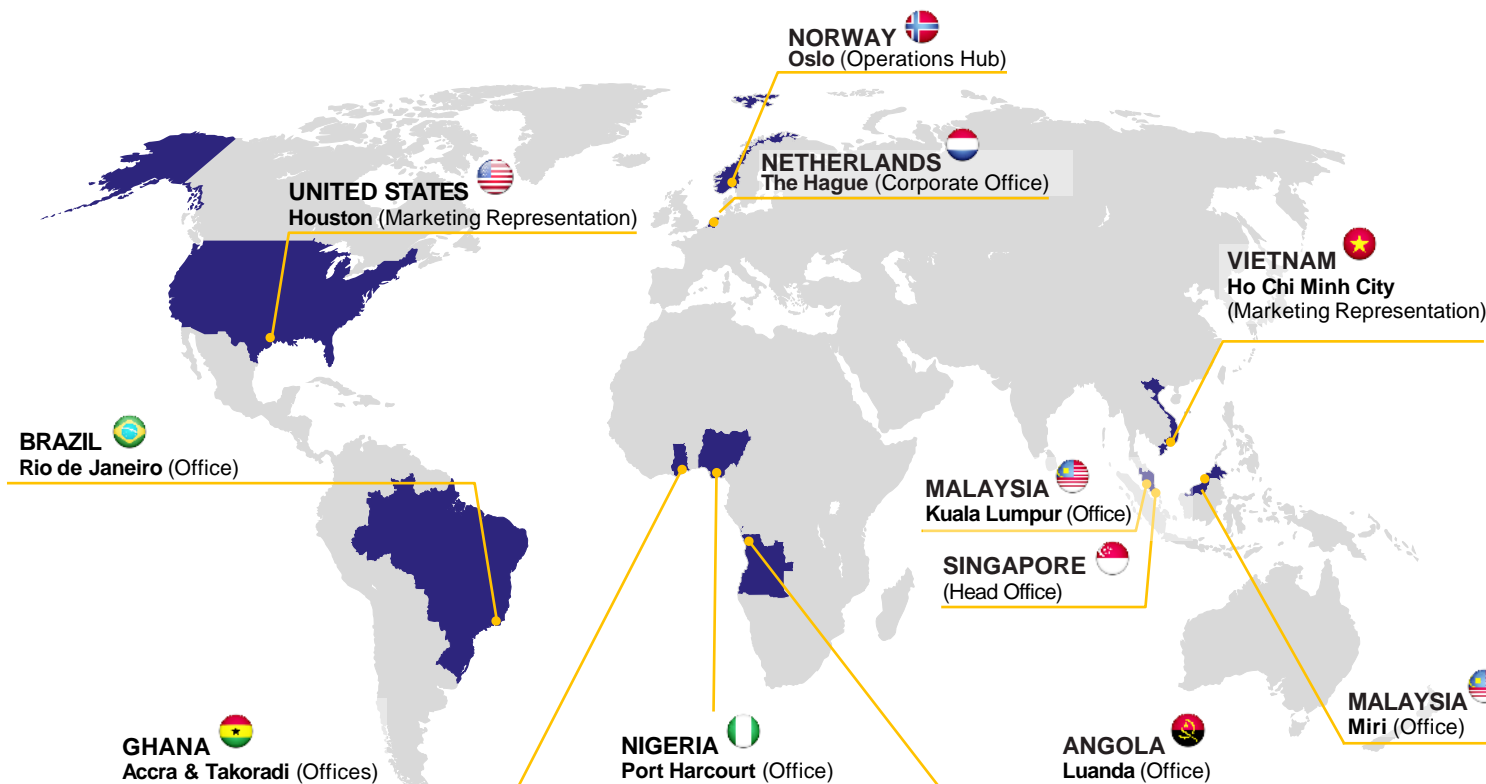 NORWAY
Oslo (Operations Hub)
NETHERLANDS
The Hague (Corporate Office)
UNITED STATES
Houston (Marketing Representation)
VIETNAM
Ho Chi Minh City
(Marketing Representation)
BRAZIL
Rio de Janeiro (Office)
MALAYSIA
Kuala Lumpur (Office)
SINGAPORE
(Head Office)
MALAYSIA
Miri (Office)
GHANA
Accra & Takoradi (Offices)
NIGERIA
Port Harcourt (Office)
ANGOLA
Luanda (Office)